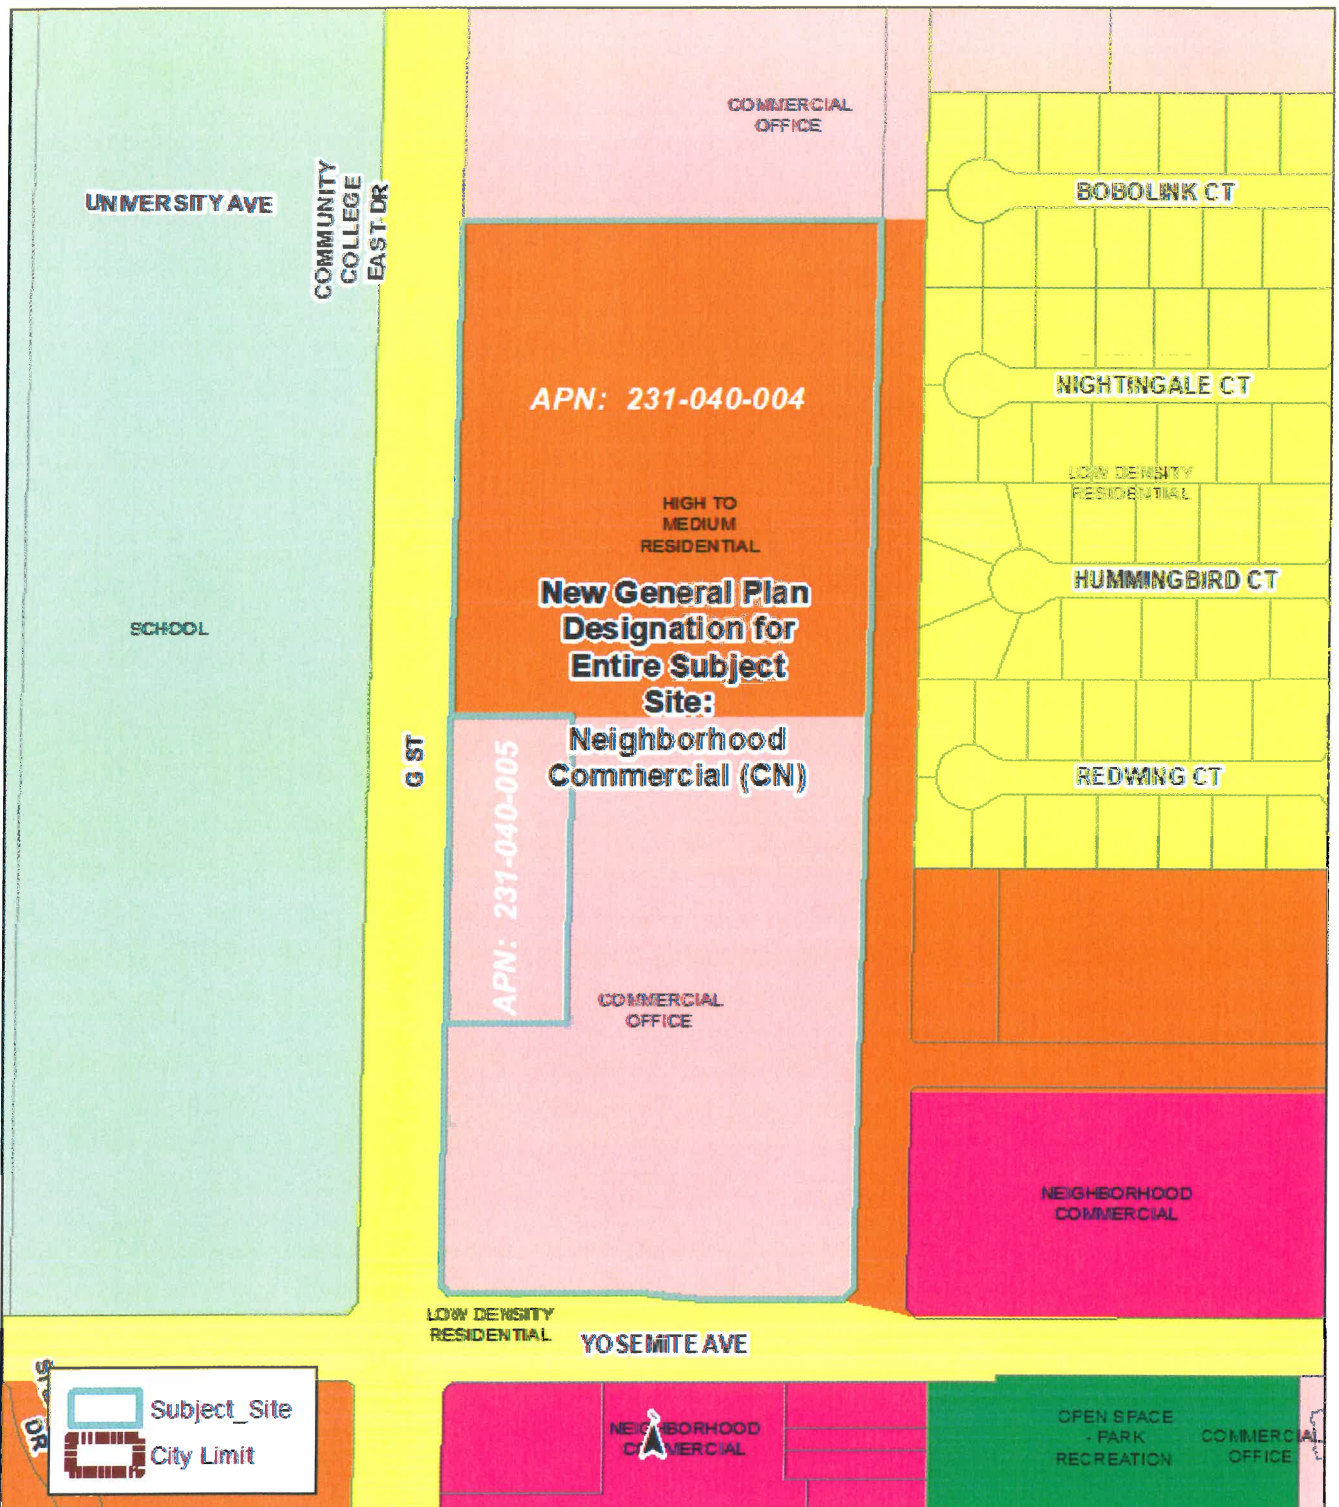 COMMERCIAL
OFFICE
UNIVERSITY AVE
COMMUNITY
COLLEGE
EAST DR
BOBOLINK CT
APN: 231-040-004
NIGHTINGALE CT
LOW DENSITY
RESIDENTIAL
HIGH TO
MEDIUM
RESIDENTIAL
HUMMINGBIRD CT
New General Plan
Designation for
Entire Subject
Site:
Neighborhood
Commercial (CN)
SCHOOL
G ST
APN: 231-040-005
REDWING CT
COMMERCIAL
OFFICE
NEIGHBORHOOD
COMMERCIAL
LOW DENSITY
RESIDENTIAL
YOSEMITE AVE
DR
Subject_Site
City Limit
NEIGHBORHOOD
COMMERCIAL
OPEN SPACE
- PARK
RECREATION
COMMERCIAL
OFFICE